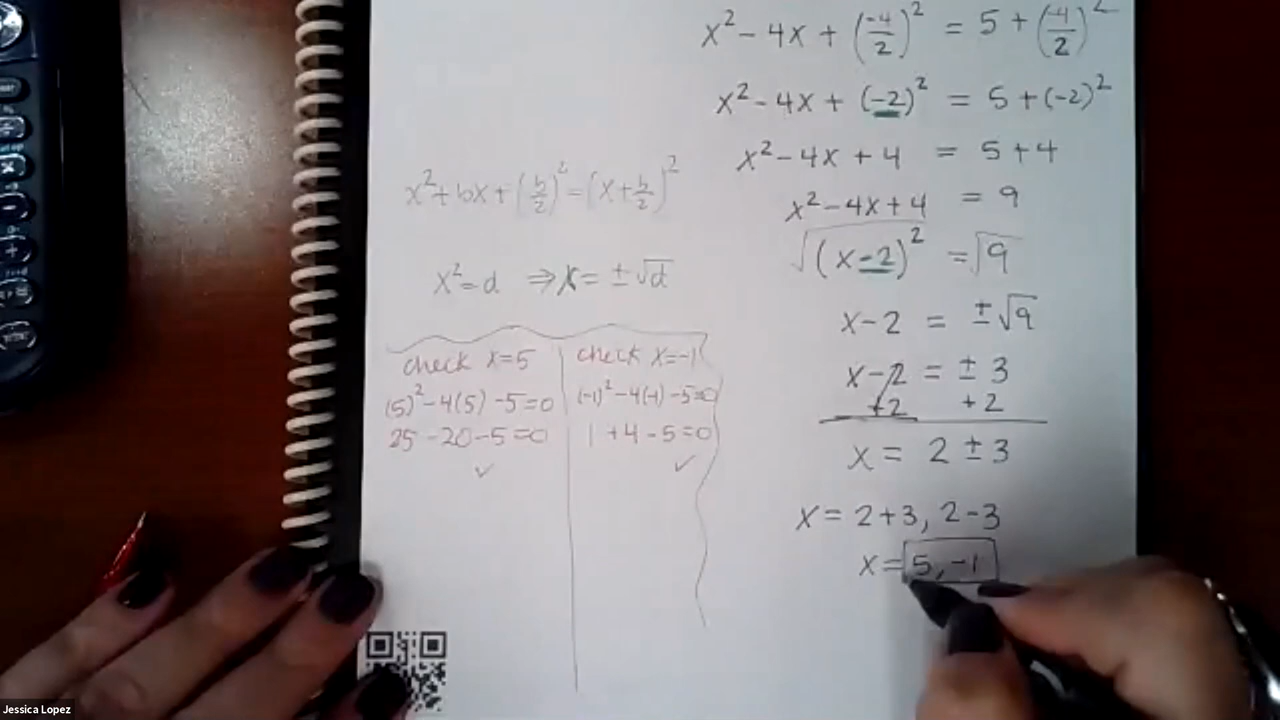 x² - 4x + (-4/2)² = 5 + (-4/2)²
x² - 4x + (-2)² = 5 + (-2)²
x² - 4x + 4 = 5 + 4
x² - 4x + 4 = 9
√(x - 2)² = √9
x - 2 = ± √9
x - 2 = ± 3
+2 +2
x = 2 ± 3
x = 2 + 3, 2 - 3
x = 5, -1
x² + bx + (b/2)² = (x + b/2)²
x² = d ⇒ x = ± √d
check x = 5
(5)² - 4(5) - 5 = 0
25 - 20 - 5 = 0
✓
check x = -1
(-1)² - 4(-1) - 5 = 0
1 + 4 - 5 = 0
✓
Jessica Lopez